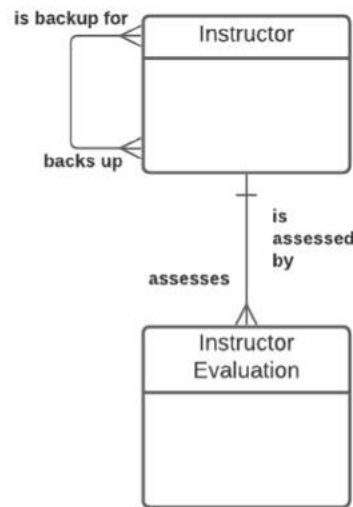 is backup for
Instructor
backs up
is
assessed
by
assesses
Instructor
Evaluation